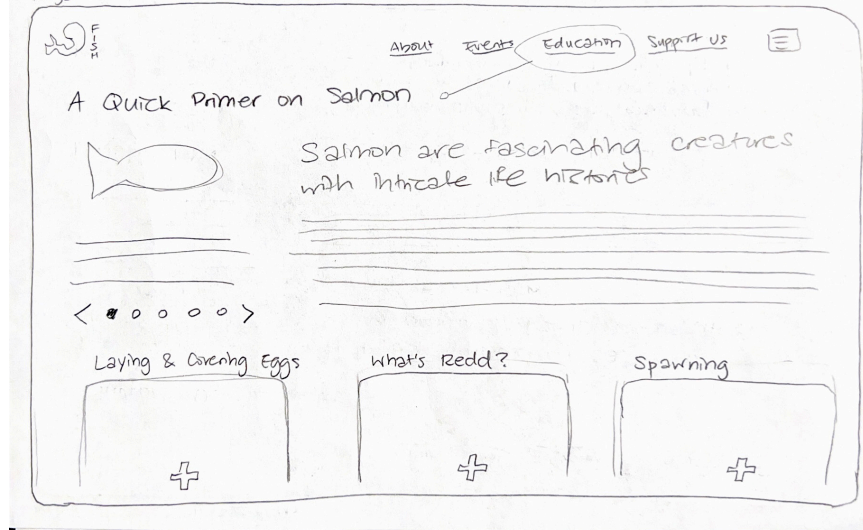 FISH
About Events Education Support Us
A Quick Primer on Salmon
Salmon are fascinating creatures
with intricate life histories
Laying & Covering Eggs What's Redd? Spawning